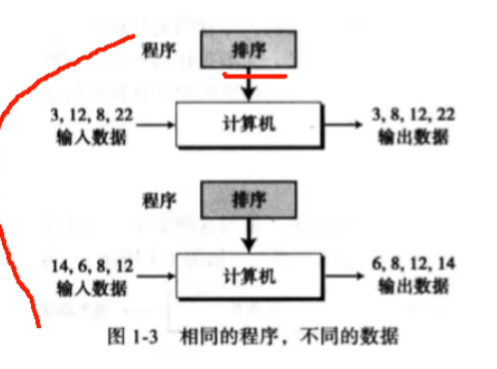 程序 排序
3, 12, 8, 22 计算机 3, 8, 12, 22
输入数据 输出数据
程序 排序
14, 6, 8, 12 计算机 6, 8, 12, 14
输入数据 输出数据
图 1-3 相同的程序，不同的数据